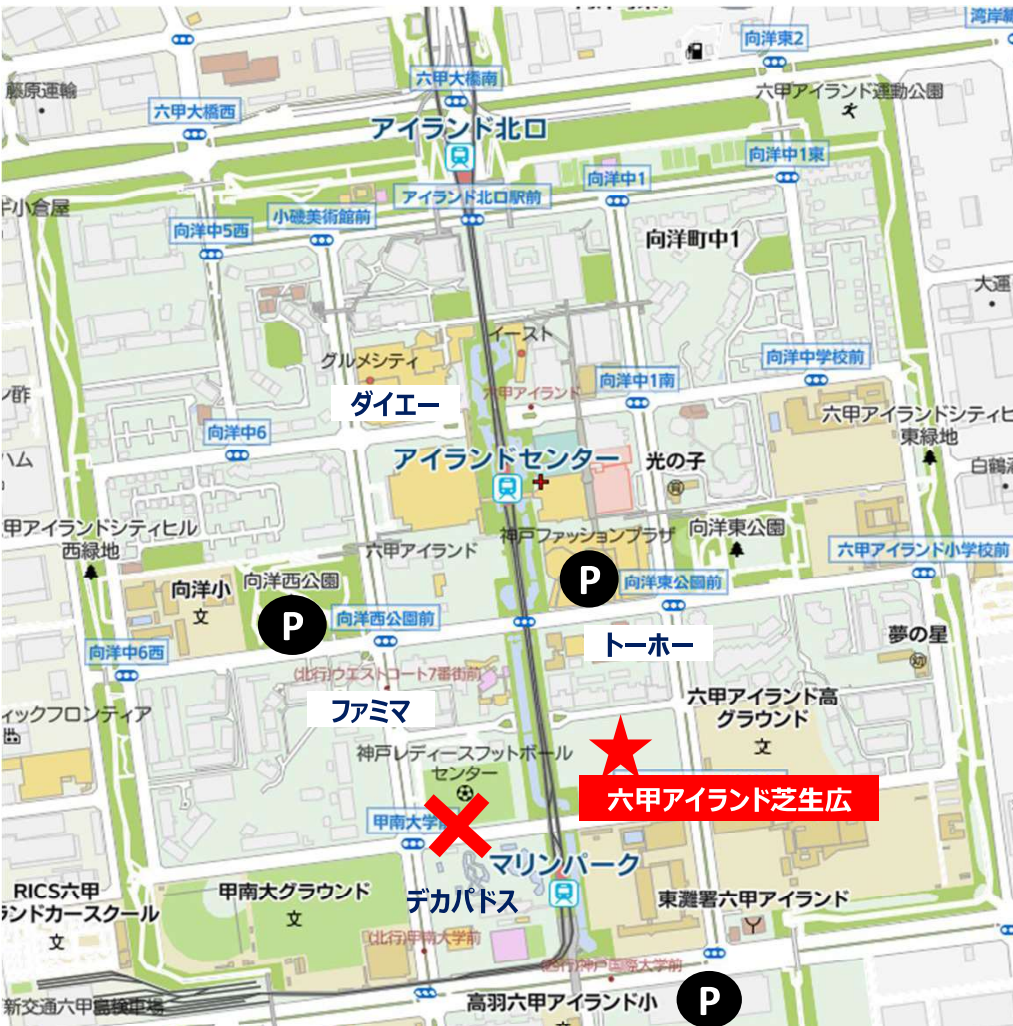 湾岸
向洋東2
六甲大橋南
藤原運輸
六甲大橋西
六甲アイランド運動公園
アイランド北口
向洋中1東
向洋中1
アイランド北口駅前
小倉屋
小磯美術館前
向洋中5西
向洋町中1
大運
イースト
グルメシティ
向洋中学校前
向洋中1南
六甲アイランド
ダイエー
ン酢
六甲アイランドシティヒ
東緑地
向洋中6
アイランドセンター
光の子
ハム
白鶴
甲アイランドシティヒル
西緑地
神戸ファッションプラザ
向洋東公園
六甲アイランド
六甲アイランド小学校前
向洋小
向洋西公園
P
向洋東公園前
P
向洋西公園前
トーホー
夢の星
向洋中6西
(北行)ウエストコート7番街前
六甲アイランド高
グラウンド
ファミマ
ィックフロンティア
神戸レディースフットボール
センター
六甲アイランド芝生広
甲南大学
マリンパーク
RICS六甲
ランドカースクール
甲南大グラウンド
デカパドス
東灘署六甲アイランド
(北行)甲南大学前
(西行)神戸国際大学前
新交通六甲島検車場
高羽六甲アイランド小
P